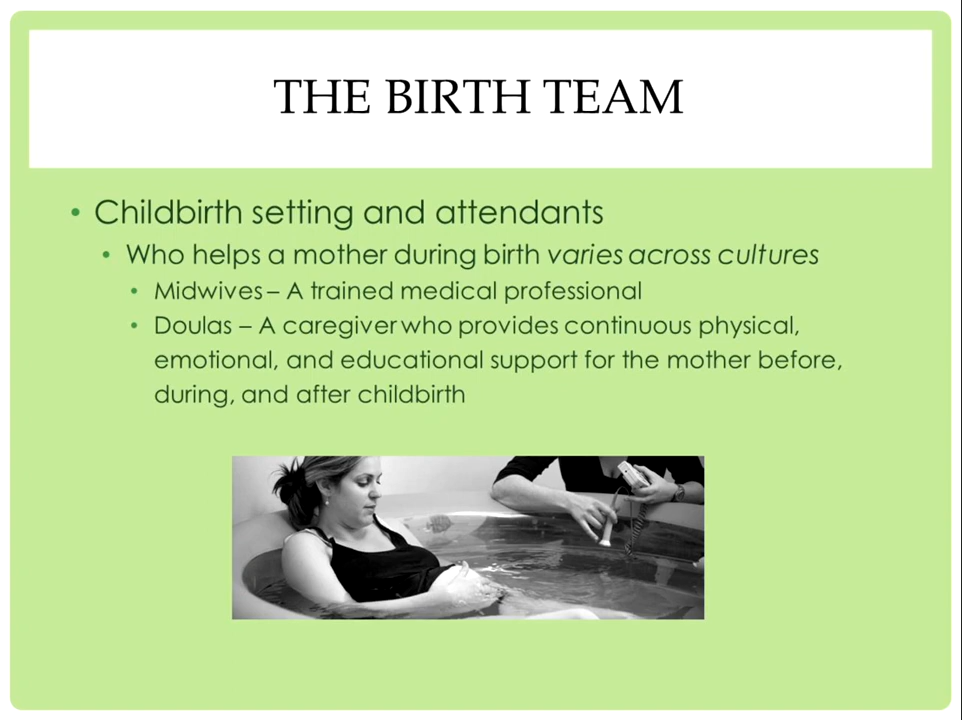 THE BIRTH TEAM
• Childbirth setting and attendants
• Who helps a mother during birth varies across cultures
• Midwives – A trained medical professional
• Doulas – A caregiver who provides continuous physical,
emotional, and educational support for the mother before,
during, and after childbirth